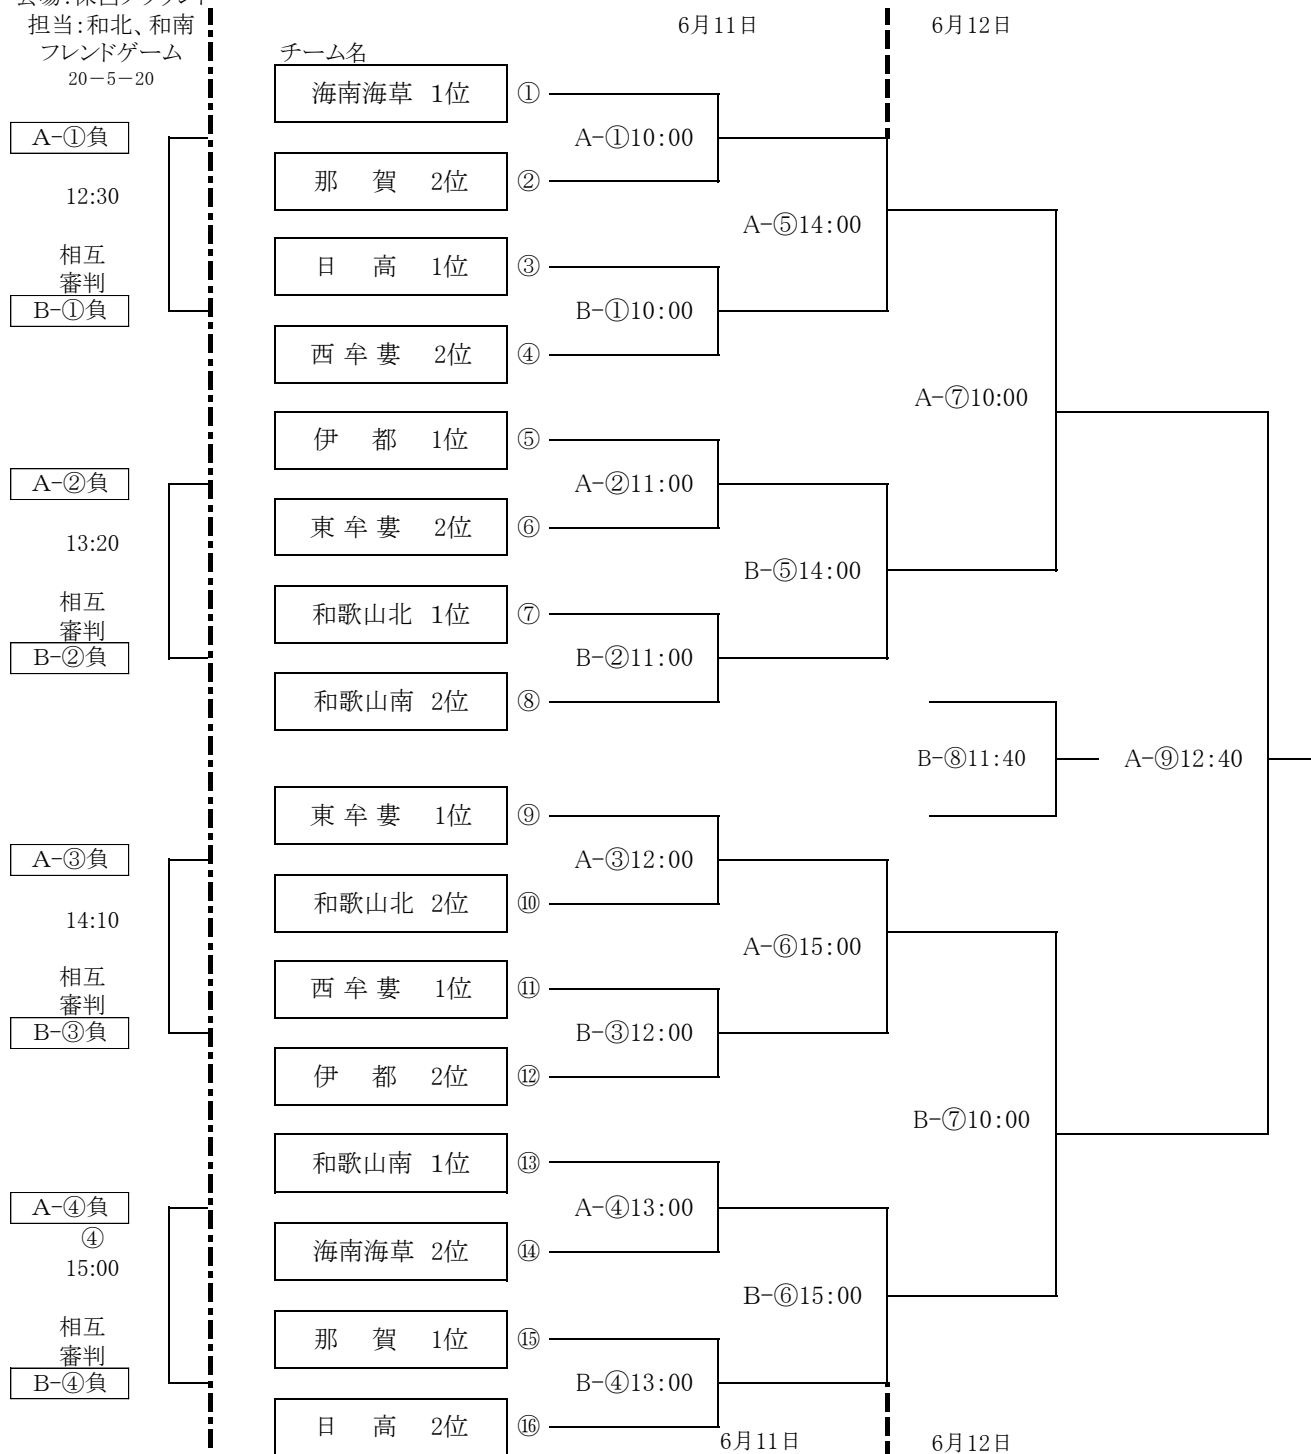 担当:和北、和南
フレンドゲーム
20-5-20
6月11日
6月12日
チーム名
海南海草 1位 ①
A-①10:00
那 賀 2位 ②
A-⑤14:00
日 高 1位 ③
B-①10:00
西 牟 婁 2位 ④
A-⑦10:00
伊 都 1位 ⑤
A-②11:00
東 牟 婁 2位 ⑥
B-⑤14:00
和歌山北 1位 ⑦
B-②11:00
和歌山南 2位 ⑧
B-⑧11:40
A-⑨12:40
東 牟 婁 1位 ⑨
A-③12:00
和歌山北 2位 ⑩
A-⑥15:00
西 牟 婁 1位 ⑪
B-③12:00
伊 都 2位 ⑫
B-⑦10:00
和歌山南 1位 ⑬
A-④13:00
海南海草 2位 ⑭
B-⑥15:00
那 賀 1位 ⑮
B-④13:00
日 高 2位 ⑯
6月11日
6月12日
A-①負
12:30
相互
審判
B-①負
A-②負
13:20
相互
審判
B-②負
A-③負
14:10
相互
審判
B-③負
A-④負
④
15:00
相互
審判
B-④負